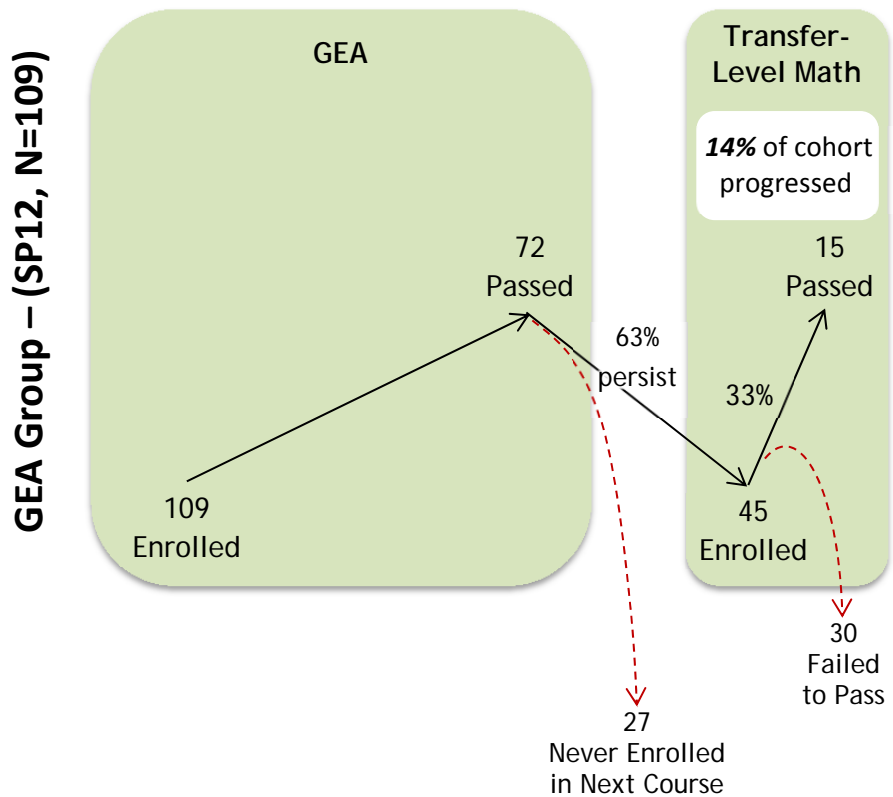 GEA Group – (SP12, N=109)
GEA
109
Enrolled
72
Passed
63%
persist
27
Never Enrolled
in Next Course
Transfer-
Level Math
14% of cohort
progressed
15
Passed
33%
45
Enrolled
30
Failed
to Pass